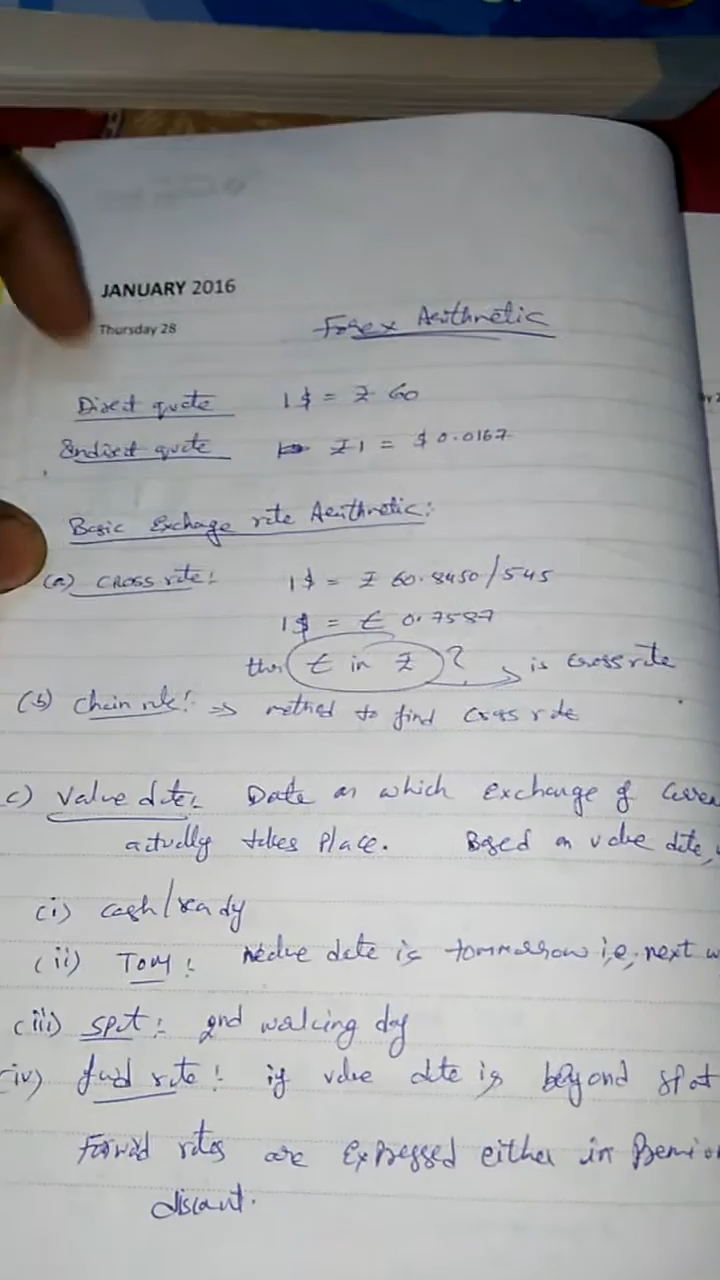 JANUARY 2016
Thursday 28
Forex Arithmetic
Direct quote 1$ = ₹ 60
Indirect quote ₹1 = $ 0.0167
Basic Exchange rate Arithmetic:
(a) CROSS rate: 1$ = ₹ 60.8450/545
1$ = € 0.7587
then € in ₹ ? is cross rate
(b) Chain rule: ⇒ method to find cross rate
c) Value date: Date on which exchange of
actually takes place. Based on value date,
(i) cash/ready
(ii) TOM: value date is tommorrow i.e., next
(iii) spot: 2nd working day
iv) fwd rate: if value date is beyond spot
Forward rates are Expressed either in
discount.